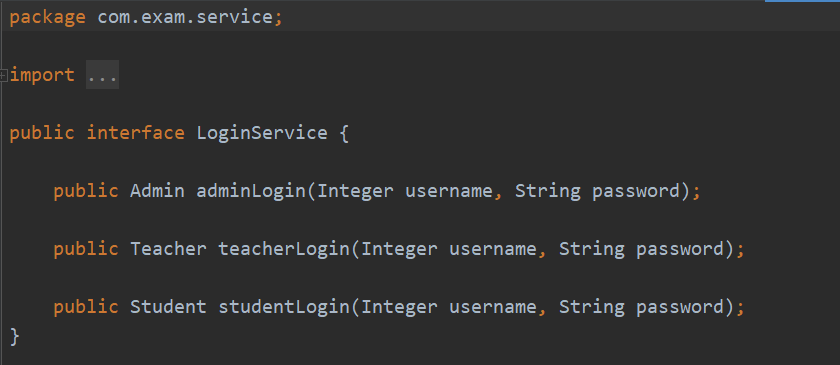 package com.exam.service;
import ...
public interface LoginService {
public Admin adminLogin(Integer username, String password);
public Teacher teacherLogin(Integer username, String password);
public Student studentLogin(Integer username, String password);
}